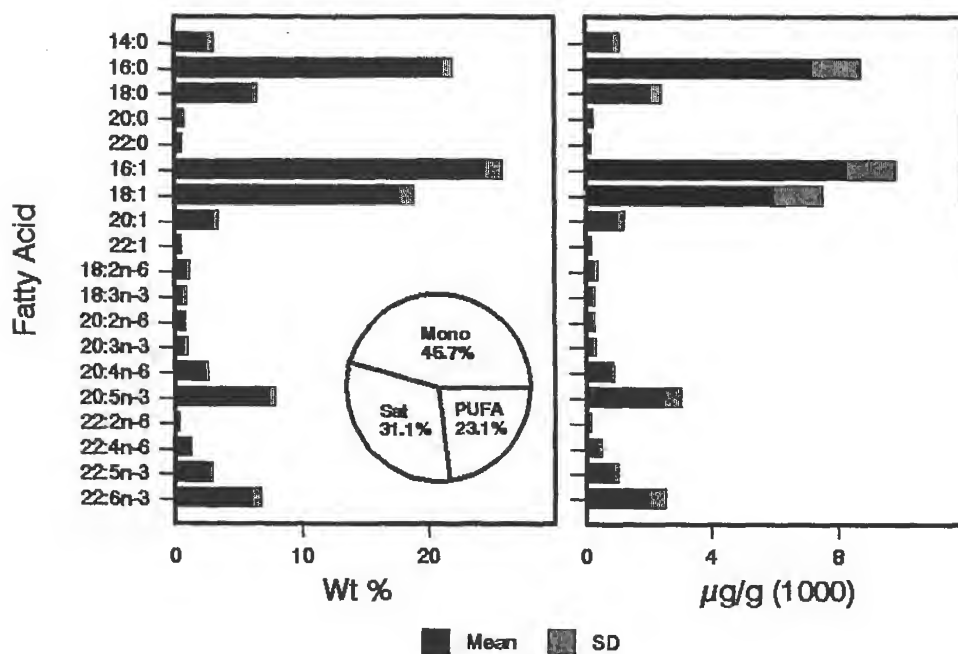 Fatty Acid
14:0
16:0
18:0
20:0
22:0
16:1
18:1
20:1
22:1
18:2n-6
18:3n-3
20:2n-6
20:3n-3
20:4n-6
20:5n-3
22:2n-6
22:4n-6
22:5n-3
22:6n-3
Mono
45.7%
Sat
31.1%
PUFA
23.1%
0 10 20
Wt %
0 4 8
µg/g (1000)
Mean SD